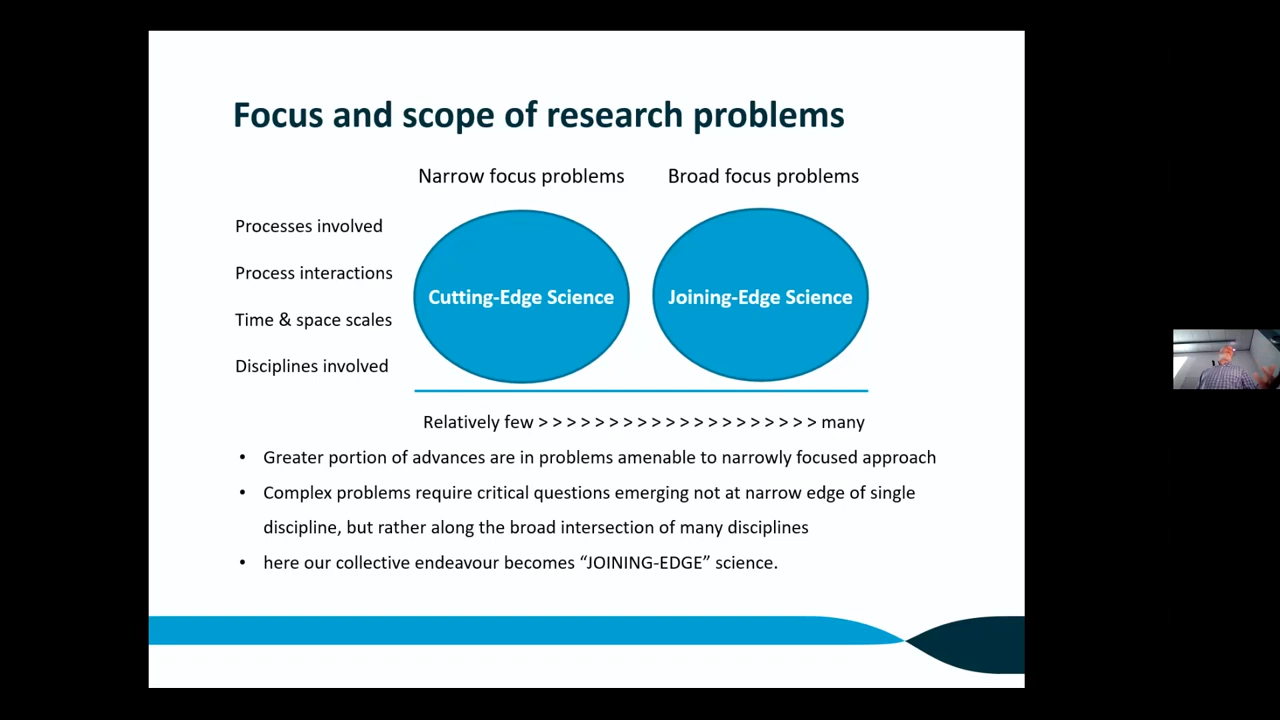 Focus and scope of research problems
Narrow focus problems
Broad focus problems
Processes involved
Process interactions
Time & space scales
Disciplines involved
Cutting-Edge Science
Joining-Edge Science
Relatively few > > > > > > > > > > > > > > > > > > > > many
• Greater portion of advances are in problems amenable to narrowly focused approach
• Complex problems require critical questions emerging not at narrow edge of single
discipline, but rather along the broad intersection of many disciplines
• here our collective endeavour becomes “JOINING-EDGE” science.